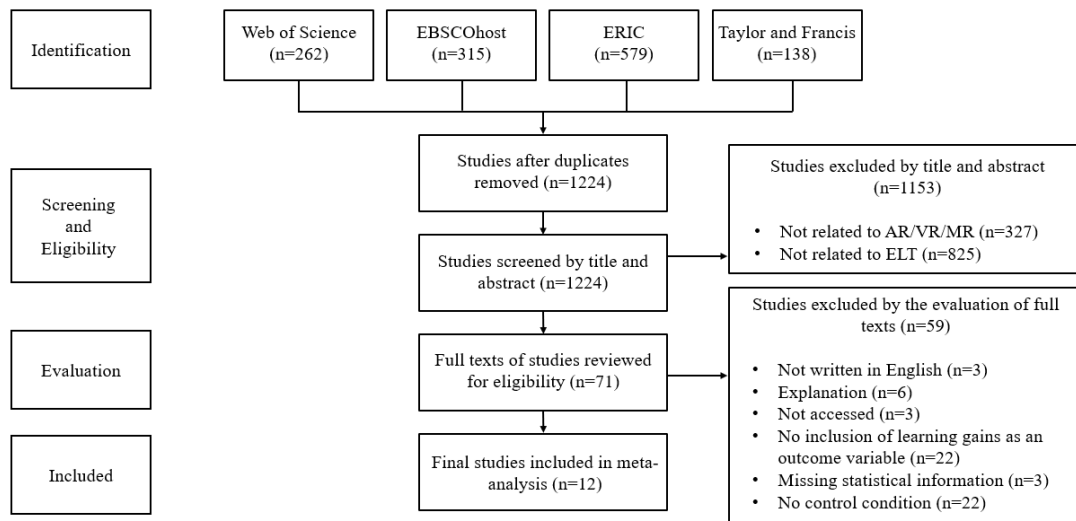 Identification
Web of Science
(n=262)
EBSCOhost
(n=315)
ERIC
(n=579)
Taylor and Francis
(n=138)
Screening
and
Eligibility
Studies after duplicates
removed (n=1224)
Studies screened by title and
abstract (n=1224)
Studies excluded by title and abstract
(n=1153)
• Not related to AR/VR/MR (n=327)
• Not related to ELT (n=825)
Evaluation
Full texts of studies reviewed
for eligibility (n=71)
Studies excluded by the evaluation of full
texts (n=59)
• Not written in English (n=3)
• Explanation (n=6)
• Not accessed (n=3)
• No inclusion of learning gains as an
outcome variable (n=22)
• Missing statistical information (n=3)
• No control condition (n=22)
Included
Final studies included in meta-
analysis (n=12)